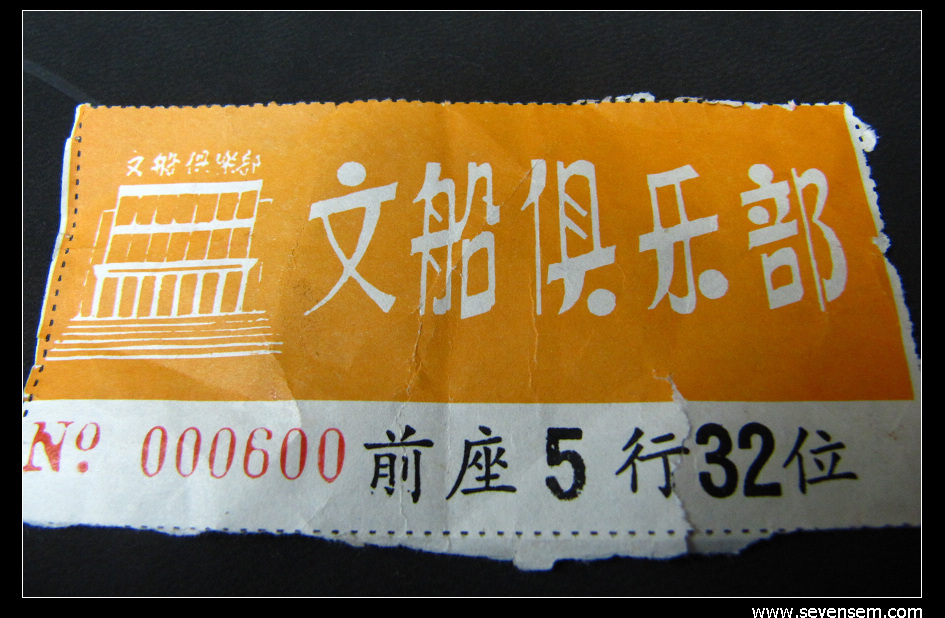 文船俱乐部
文船俱乐部
No. 000600 前座 5 行 32 位
www.sevensem.com